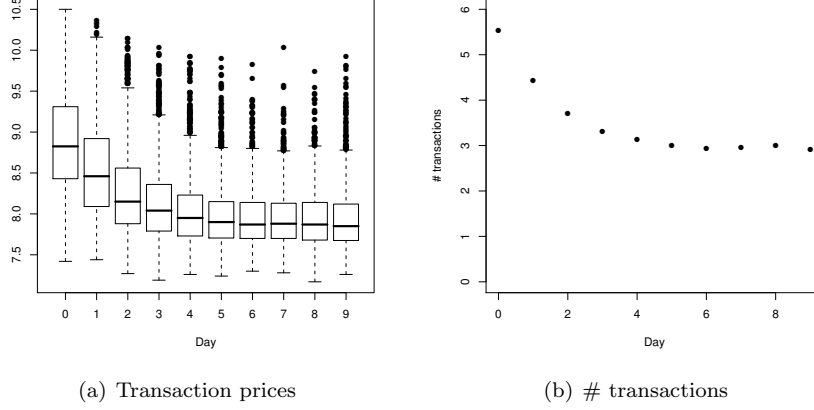 10.5
10.0
9.5
9.0
8.5
8.0
7.5
0 1 2 3 4 5 6 7 8 9
Day
(a) Transaction prices
6
5
4
3
2
1
0
# transactions
0 2 4 6 8
Day
(b) # transactions